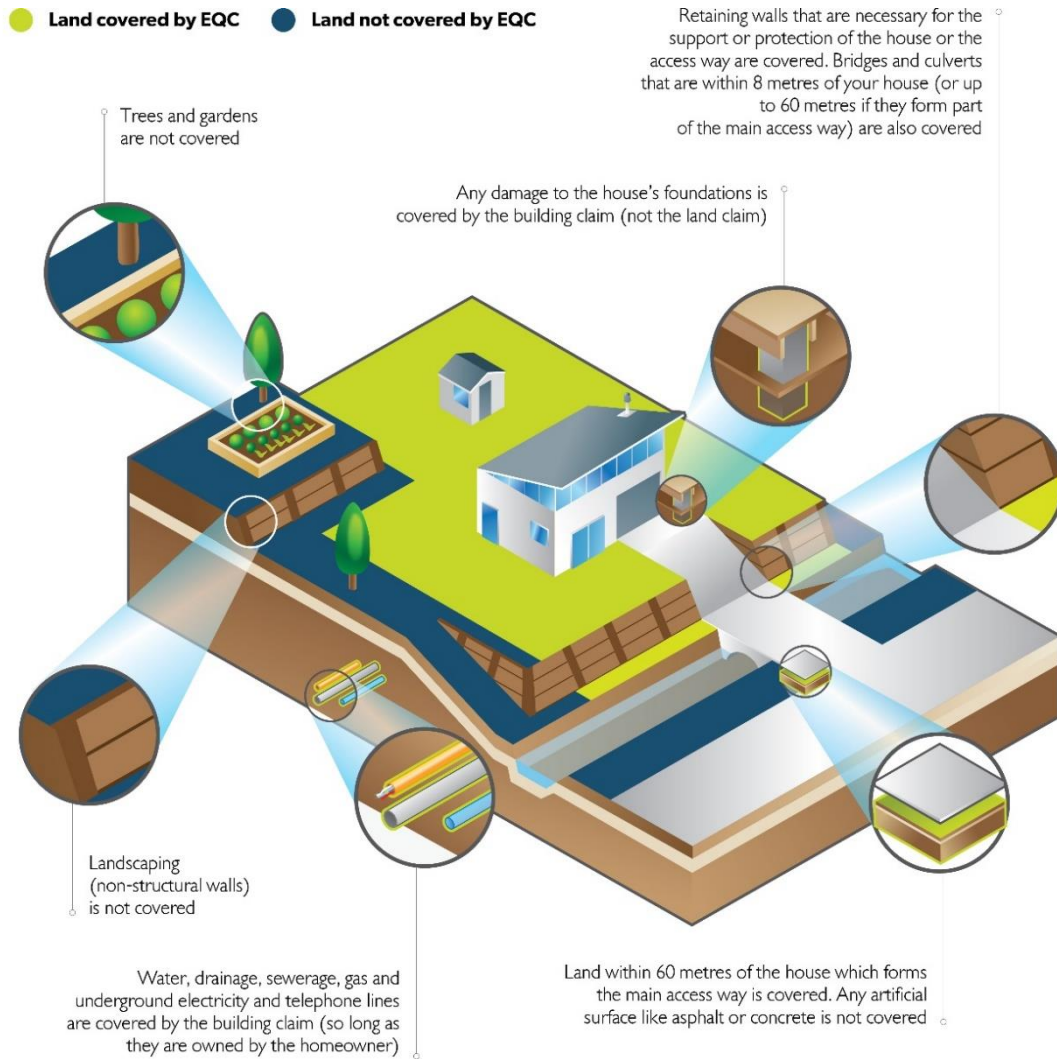 Land covered by EQC
Land not covered by EQC
Retaining walls that are necessary for the
support or protection of the house or the
access way are covered. Bridges and culverts
that are within 8 metres of your house (or up
to 60 metres if they form part
of the main access way) are also covered
Trees and gardens
are not covered
Any damage to the house’s foundations is
covered by the building claim (not the land claim)
Landscaping
(non-structural walls)
is not covered
Water, drainage, sewerage, gas and
underground electricity and telephone lines
are covered by the building claim (so long as
they are owned by the homeowner)
Land within 60 metres of the house which forms
the main access way is covered. Any artificial
surface like asphalt or concrete is not covered